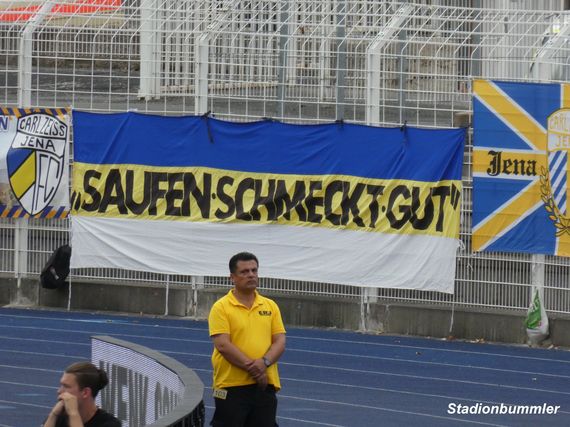 CARL ZEISS
JENA
FC
"SAUFEN·SCHMECKT·GUT"
Jena
Stadionbummler